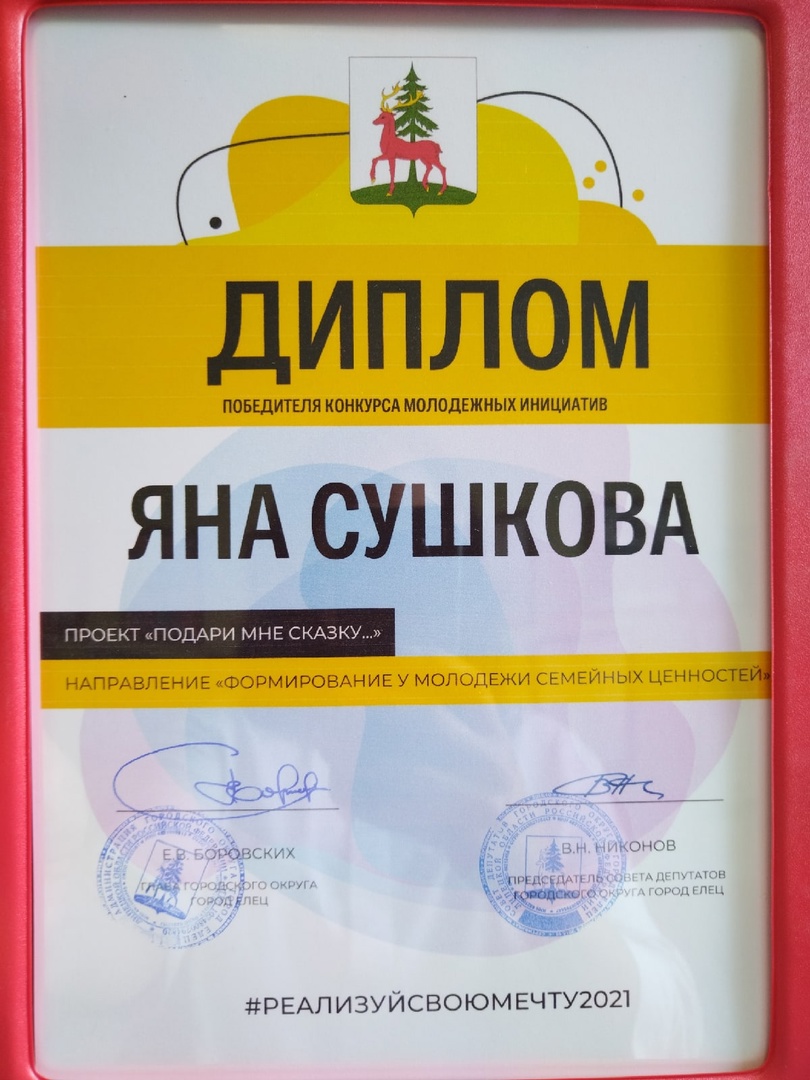 ДИПЛОМ
ПОБЕДИТЕЛЯ КОНКУРСА МОЛОДЕЖНЫХ ИНИЦИАТИВ
ЯНА СУШКОВА
ПРОЕКТ «ПОДАРИ МНЕ СКАЗКУ...»
НАПРАВЛЕНИЕ «ФОРМИРОВАНИЕ У МОЛОДЕЖИ СЕМЕЙНЫХ ЦЕННОСТЕЙ»
Е.В. БОРОВСКИХ
ГЛАВА ГОРОДСКОГО ОКРУГА
ГОРОД ЕЛЕЦ
В.Н. НИКОНОВ
ПРЕДСЕДАТЕЛЬ СОВЕТА ДЕПУТАТОВ
ГОРОДСКОГО ОКРУГА ГОРОД ЕЛЕЦ
#РЕАЛИЗУЙСВОЮМЕЧТУ2021